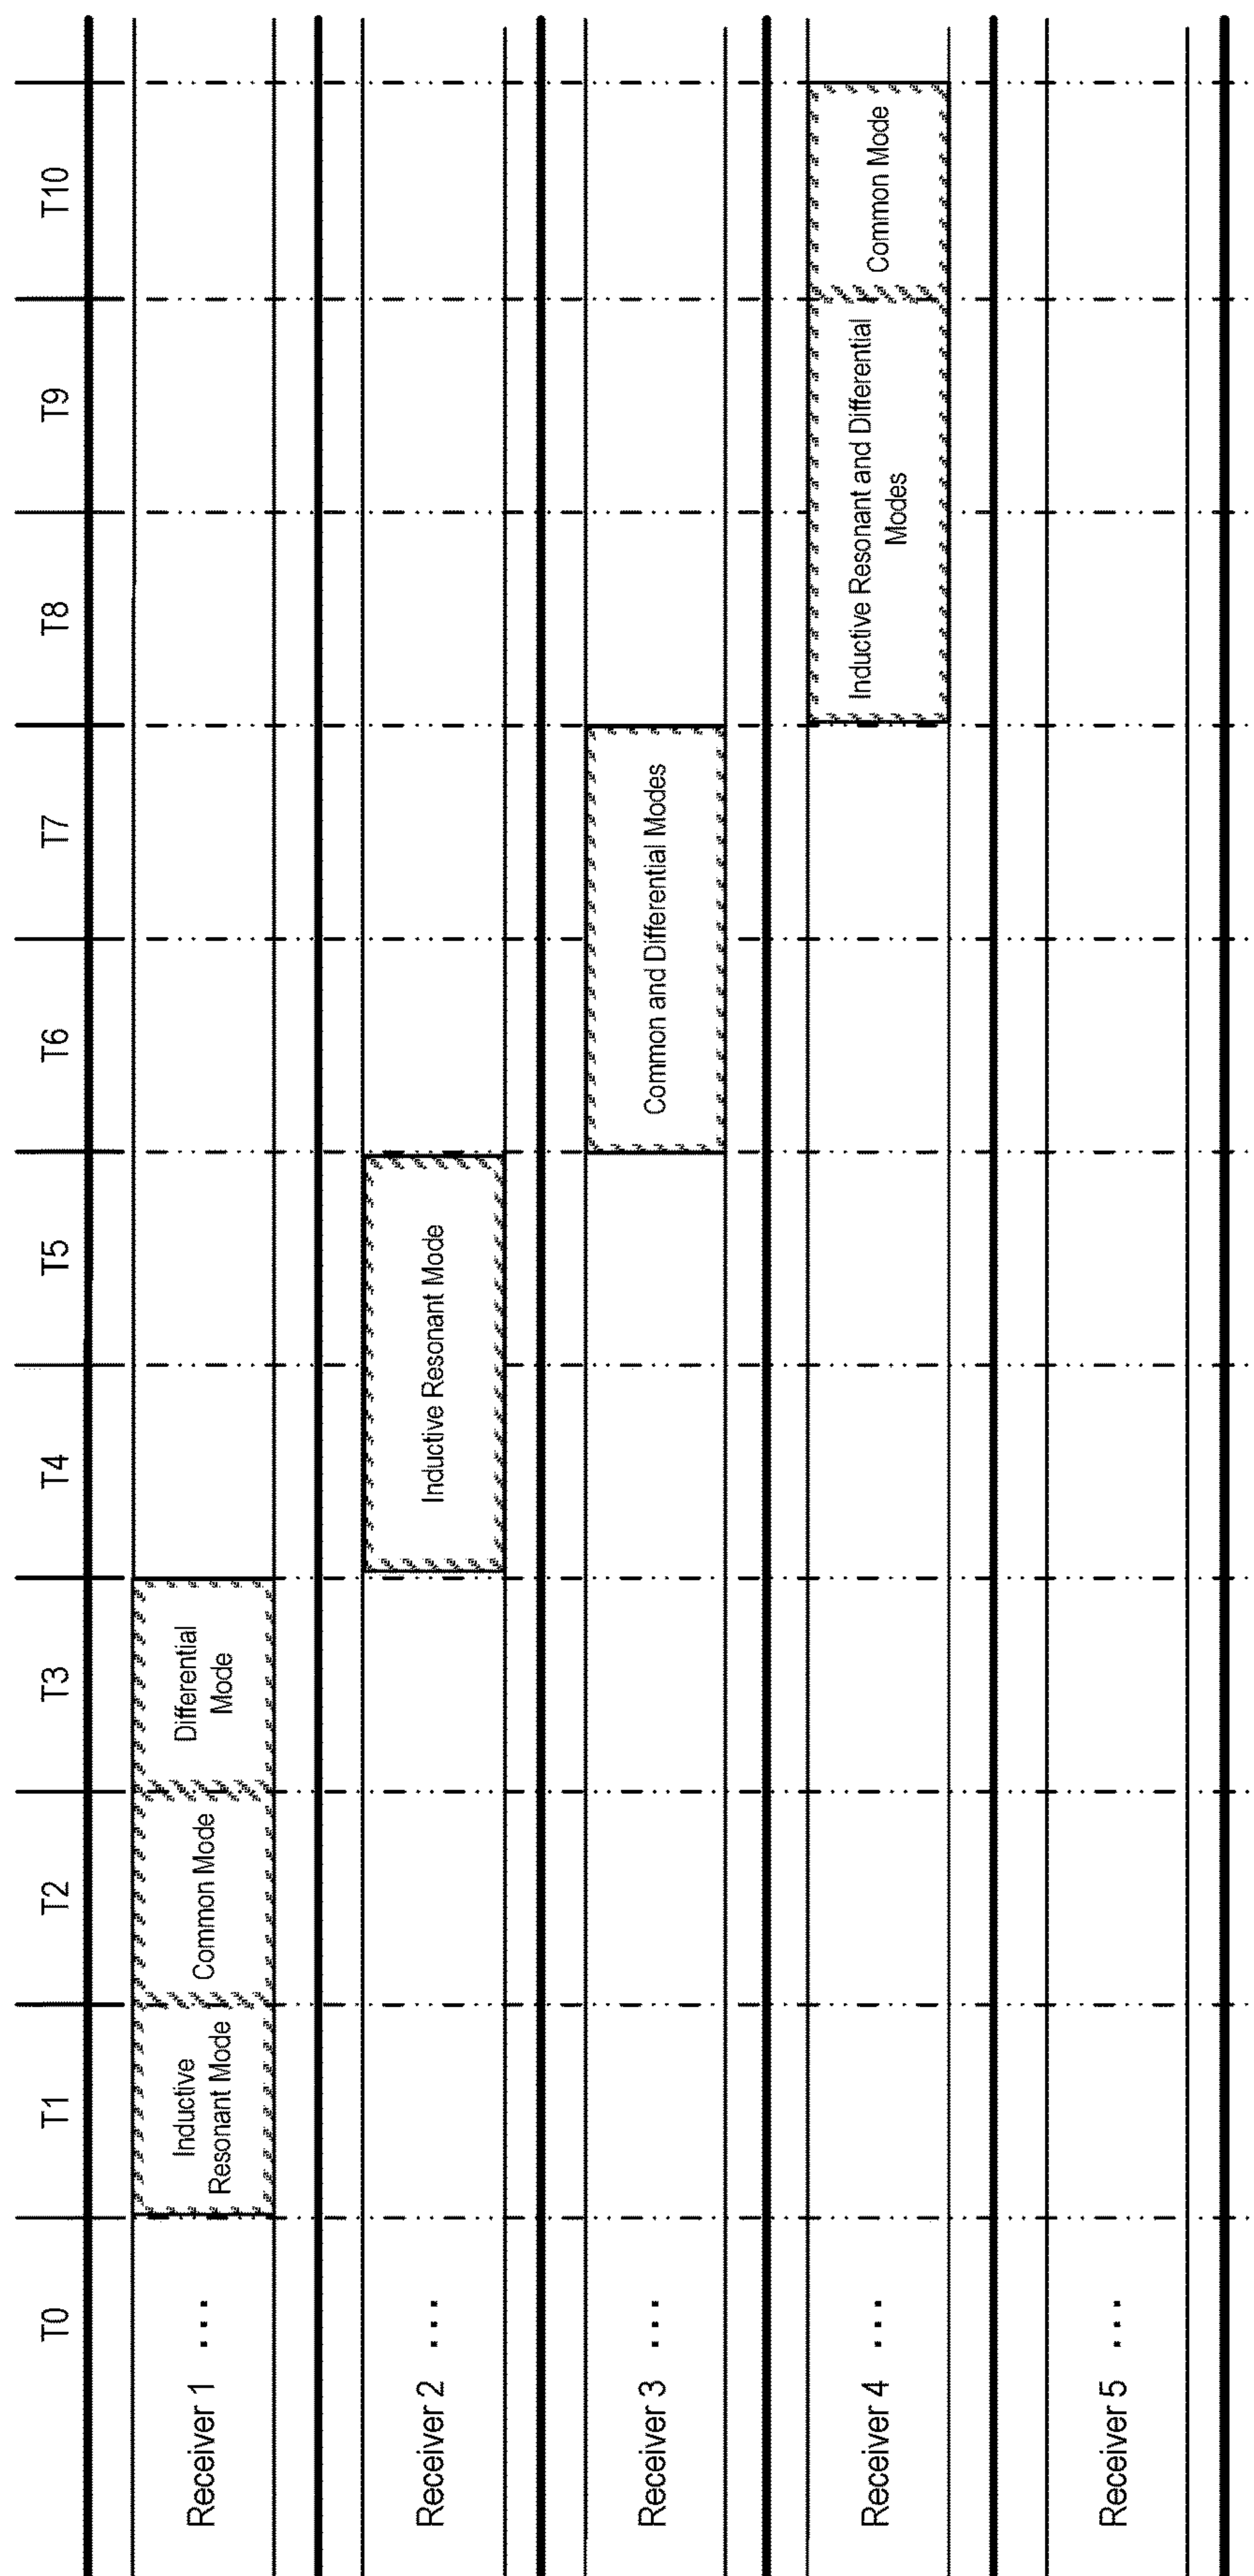 T0 T1 T2 T3 T4 T5 T6 T7 T8 T9 T10
Receiver 1 ...
Inductive
Resonant Mode
Common Mode
Differential
Mode
Receiver 2 ...
Inductive Resonant Mode
Receiver 3 ...
Common and Differential Modes
Receiver 4 ...
Inductive Resonant and Differential
Modes
Common Mode
Receiver 5 ...